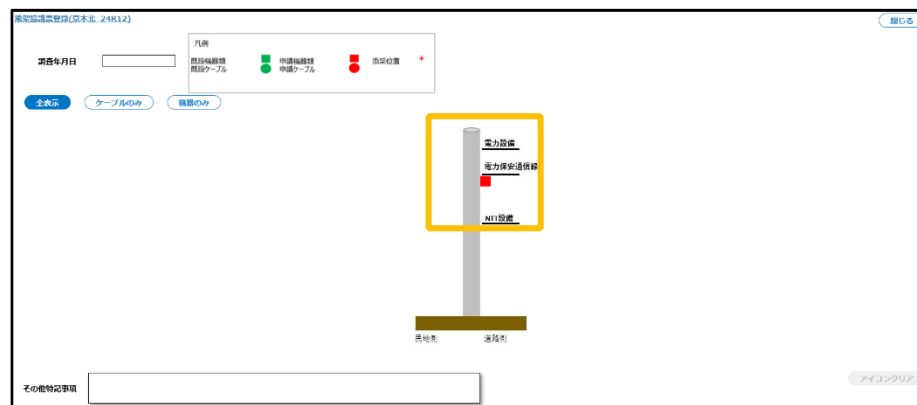 添架協議票登録(京本北_24R12)
閉じる
凡例
調査年月日
既設機器類 申請機器類 添架位置 +
既設ケーブル 申請ケーブル
全表示 ケーブルのみ 機器のみ
電力設備
電力保安通信線
NTT設備
民地側 道路側
その他特記事項
アイコンクリア